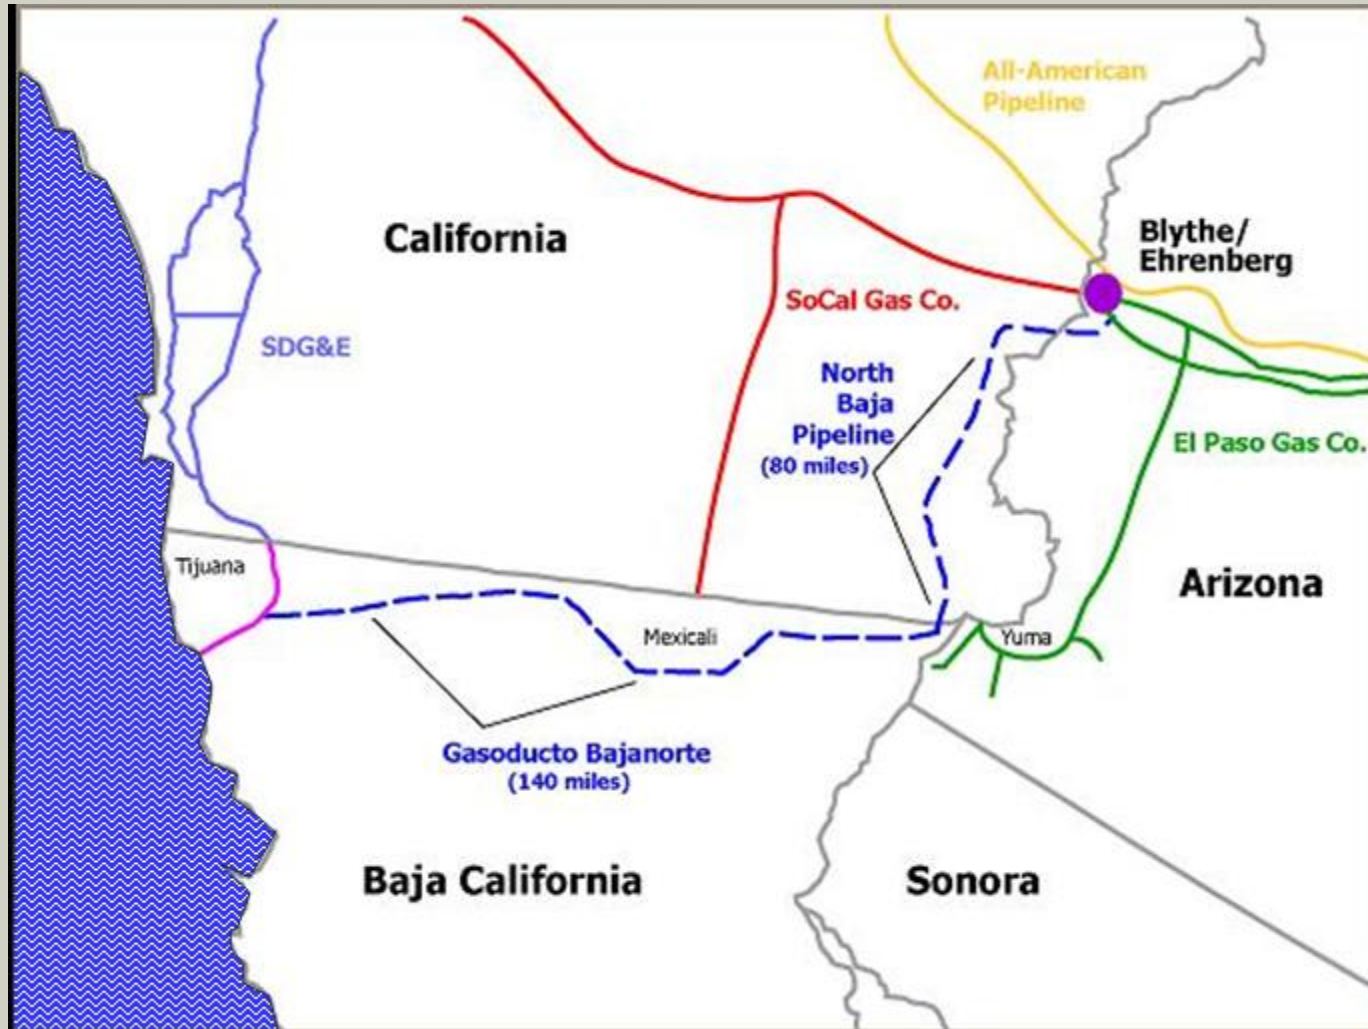 All-American
Pipeline
California
Blythe/
Ehrenberg
SoCal Gas Co.
SDG&E
North
Baja
Pipeline
(80 miles)
El Paso Gas Co.
Tijuana
Arizona
Mexicali
Yuma
Gasoducto Bajanorte
(140 miles)
Baja California
Sonora